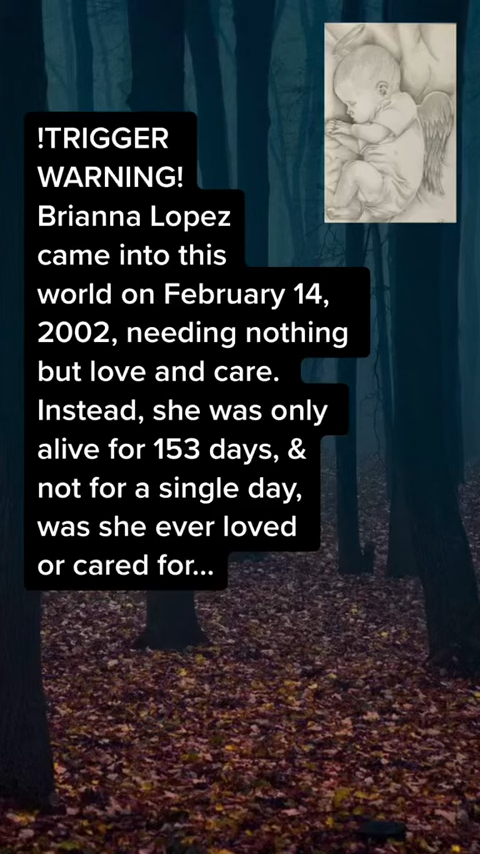 !TRIGGER
WARNING!
Brianna Lopez
came into this
world on February 14,
2002, needing nothing
but love and care.
Instead, she was only
alive for 153 days, &
not for a single day,
was she ever loved
or cared for...